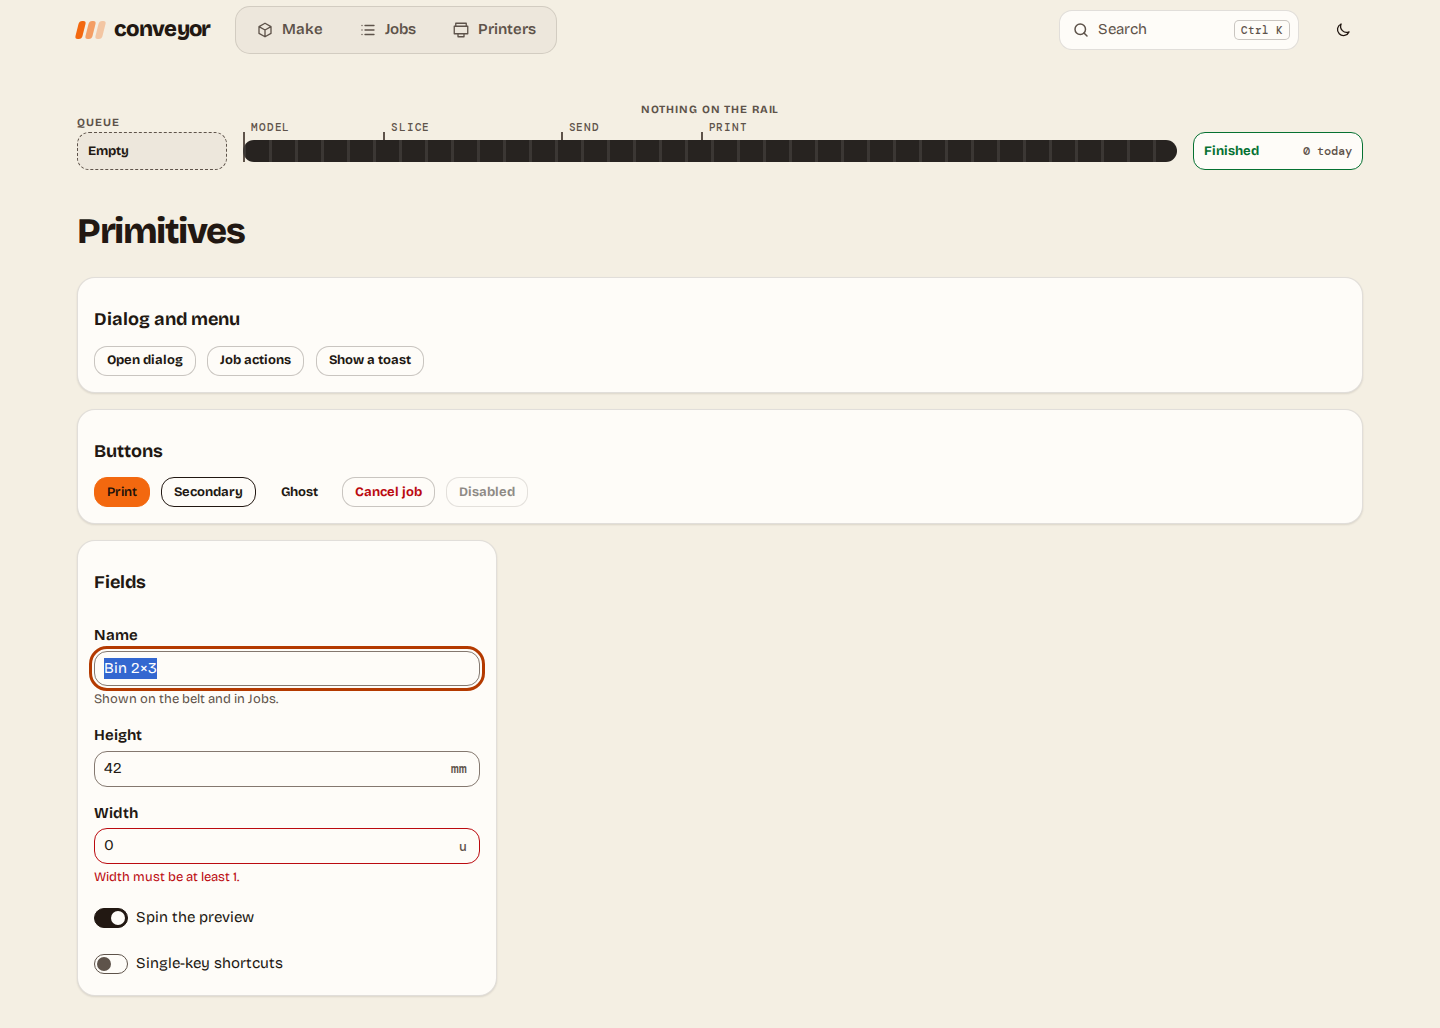 conveyor
Make
Jobs
Printers
Search
Ctrl K
NOTHING ON THE RAIL
QUEUE
MODEL
SLICE
SEND
PRINT
Empty
Finished
0 today
Primitives
Dialog and menu
Open dialog
Job actions
Show a toast
Buttons
Print
Secondary
Ghost
Cancel job
Disabled
Fields
Name
Bin 2×3
Shown on the belt and in Jobs.
Height
42
mm
Width
0
u
Width must be at least 1.
Spin the preview
Single-key shortcuts